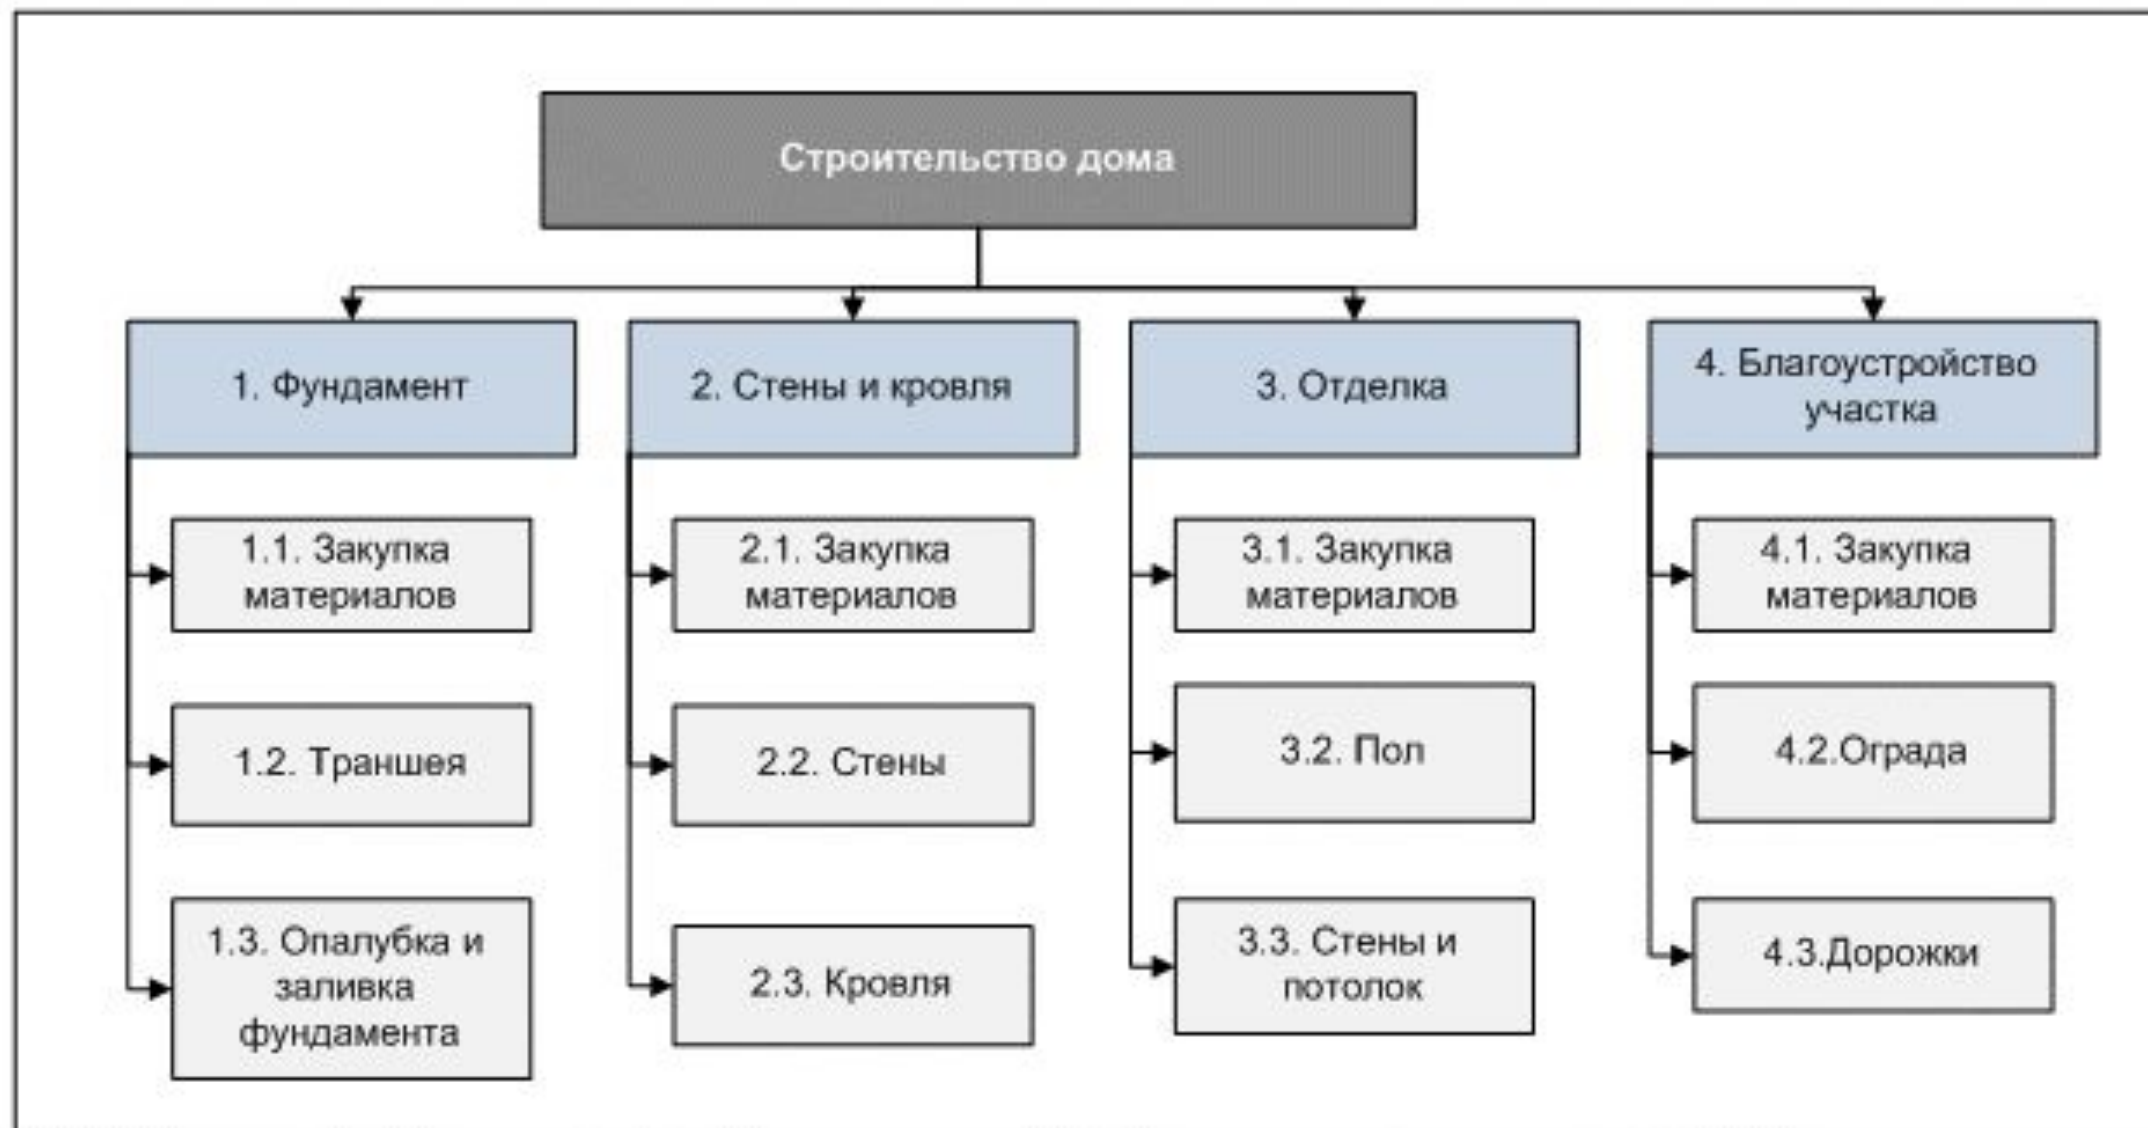 Строительство дома
1. Фундамент
2. Стены и кровля
3. Отделка
4. Благоустройство
участка
1.1. Закупка
материалов
2.1. Закупка
материалов
3.1. Закупка
материалов
4.1. Закупка
материалов
1.2. Траншея
2.2. Стены
3.2. Пол
4.2.Ограда
1.3. Опалубка и
заливка
фундамента
2.3. Кровля
3.3. Стены и
потолок
4.3.Дорожки